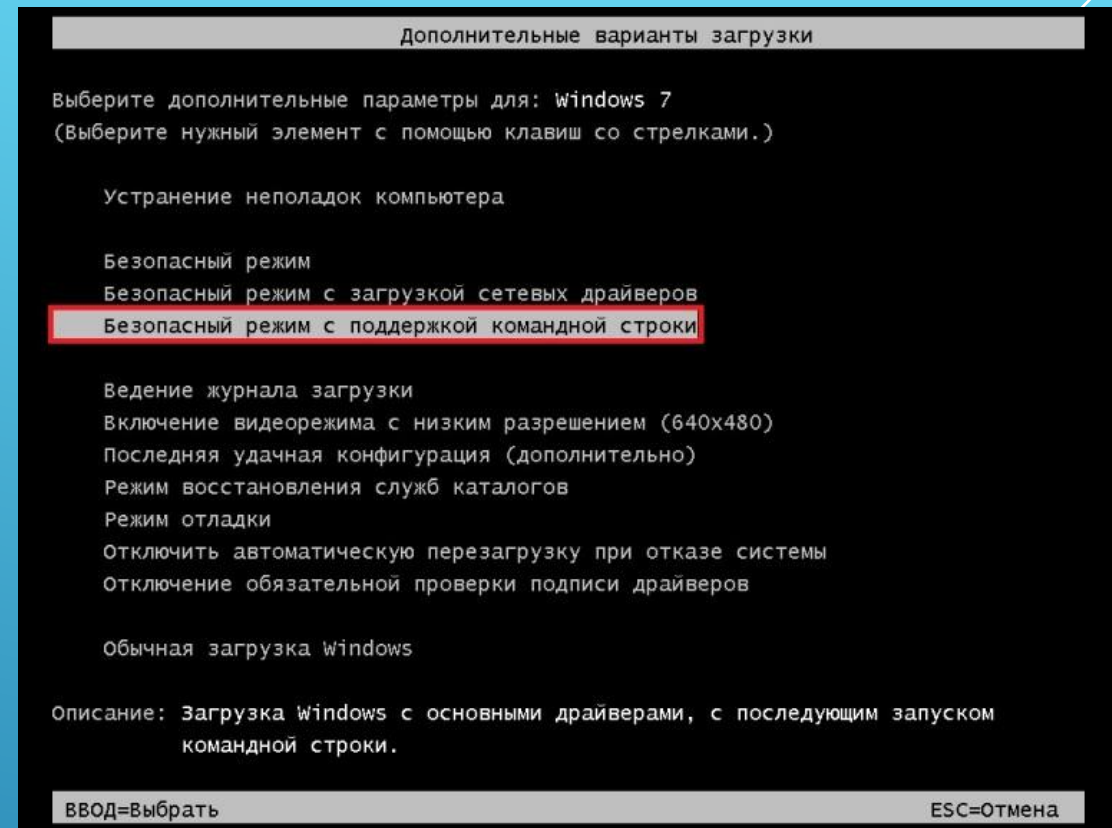 Дополнительные варианты загрузки
Выберите дополнительные параметры для: Windows 7
(Выберите нужный элемент с помощью клавиш со стрелками.)
Устранение неполадок компьютера
Безопасный режим
Безопасный режим с загрузкой сетевых драйверов
Безопасный режим с поддержкой командной строки
Ведение журнала загрузки
Включение видеорежима с низким разрешением (640x480)
Последняя удачная конфигурация (дополнительно)
Режим восстановления служб каталогов
Режим отладки
Отключить автоматическую перезагрузку при отказе системы
Отключение обязательной проверки подписи драйверов
Обычная загрузка Windows
Описание: Загрузка Windows с основными драйверами, с последующим запуском
командной строки.
ВВОД=Выбрать ESC=Отмена